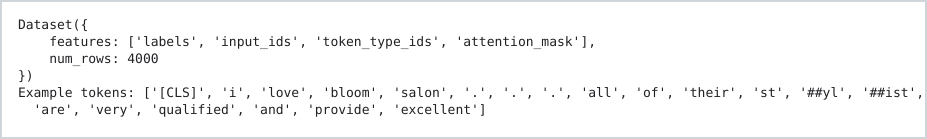 Dataset({
    features: ['labels', 'input_ids', 'token_type_ids', 'attention_mask'],
    num_rows: 4000
})
Example tokens: ['[CLS]', 'i', 'love', 'bloom', 'salon', '.', '.', '.', 'all', 'of', 'their', 'st', '##yl', '##ist',
  'are', 'very', 'qualified', 'and', 'provide', 'excellent']